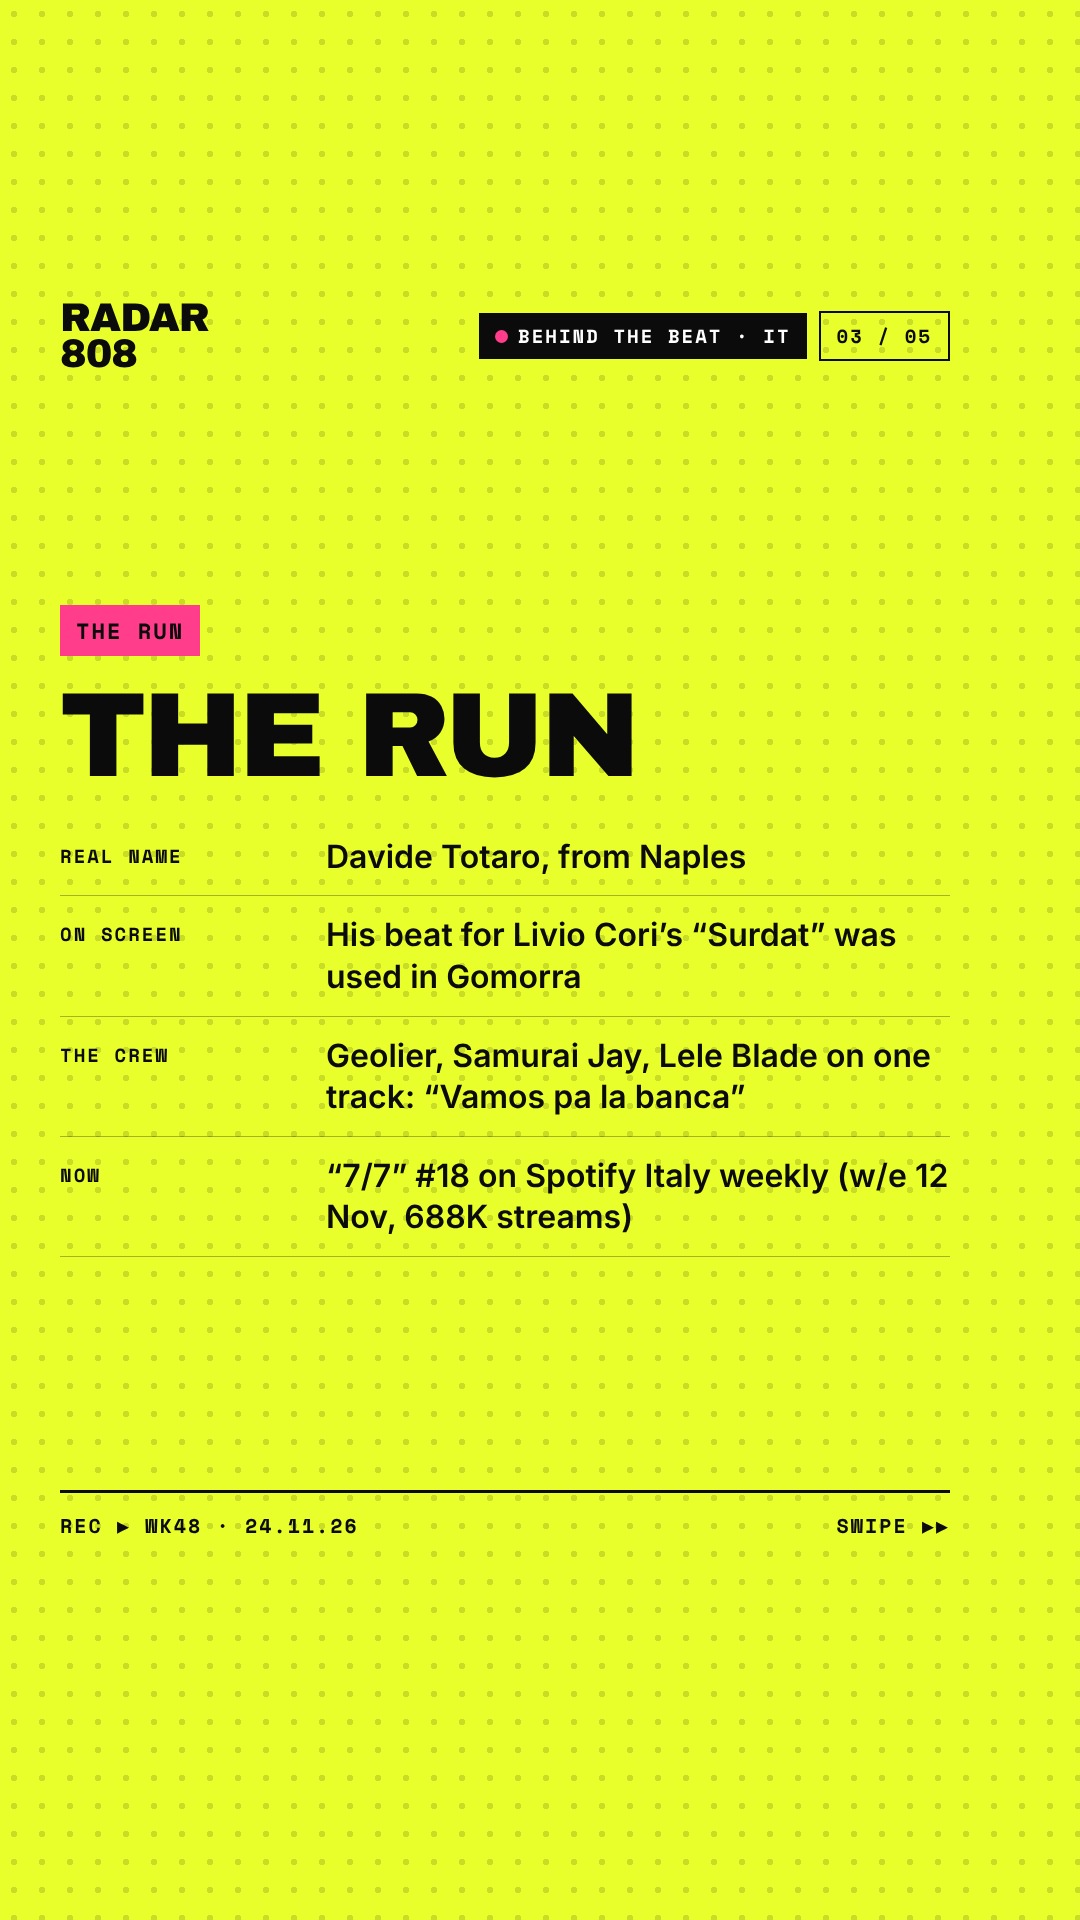 RADAR
808
BEHIND THE BEAT · IT
03 / 05
THE RUN
THE RUN
REAL NAME
Davide Totaro, from Naples
ON SCREEN
His beat for Livio Cori’s “Surdat” was
used in Gomorra
THE CREW
Geolier, Samurai Jay, Lele Blade on one
track: “Vamos pa la banca”
NOW
“7/7” #18 on Spotify Italy weekly (w/e 12
Nov, 688K streams)
REC ▶ WK48 · 24.11.26
SWIPE ▶▶